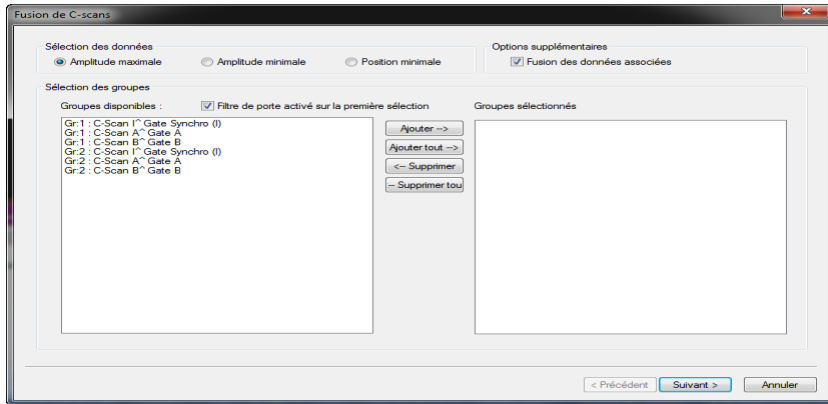 Fusion de C-scans
Sélection des données
Amplitude maximale
Amplitude minimale
Position minimale
Options supplémentaires
Fusion des données associées
Sélection des groupes
Groupes disponibles :
Filtre de porte activé sur la première sélection
Groupes sélectionnés
Gr:1 : C-Scan I^ Gate Synchro (I)
Gr:1 : C-Scan A^ Gate A
Gr:1 : C-Scan B^ Gate B
Gr:2 : C-Scan I^ Gate Synchro (I)
Gr:2 : C-Scan A^ Gate A
Gr:2 : C-Scan B^ Gate B
Ajouter -->
Ajouter tout -->
<-- Supprimer
-- Supprimer tou
< Précédent
Suivant >
Annuler